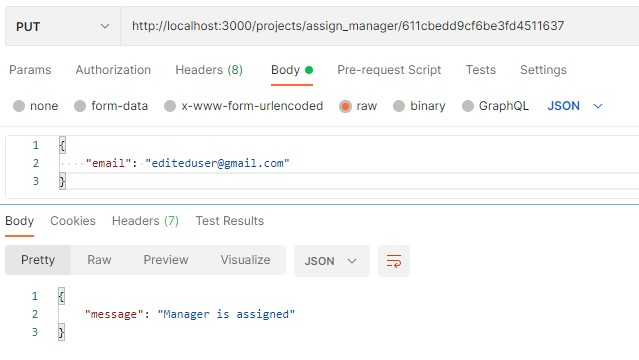 PUT http://localhost:3000/projects/assign_manager/611cbedd9cf6be3fd4511637
Params Authorization Headers (8) Body Pre-request Script Tests Settings
none form-data x-www-form-urlencoded raw binary GraphQL JSON
1 {
2 "email": "editeduser@gmail.com"
3 }
Body Cookies Headers (7) Test Results
Pretty Raw Preview Visualize JSON
1 {
2 "message": "Manager is assigned"
3 }